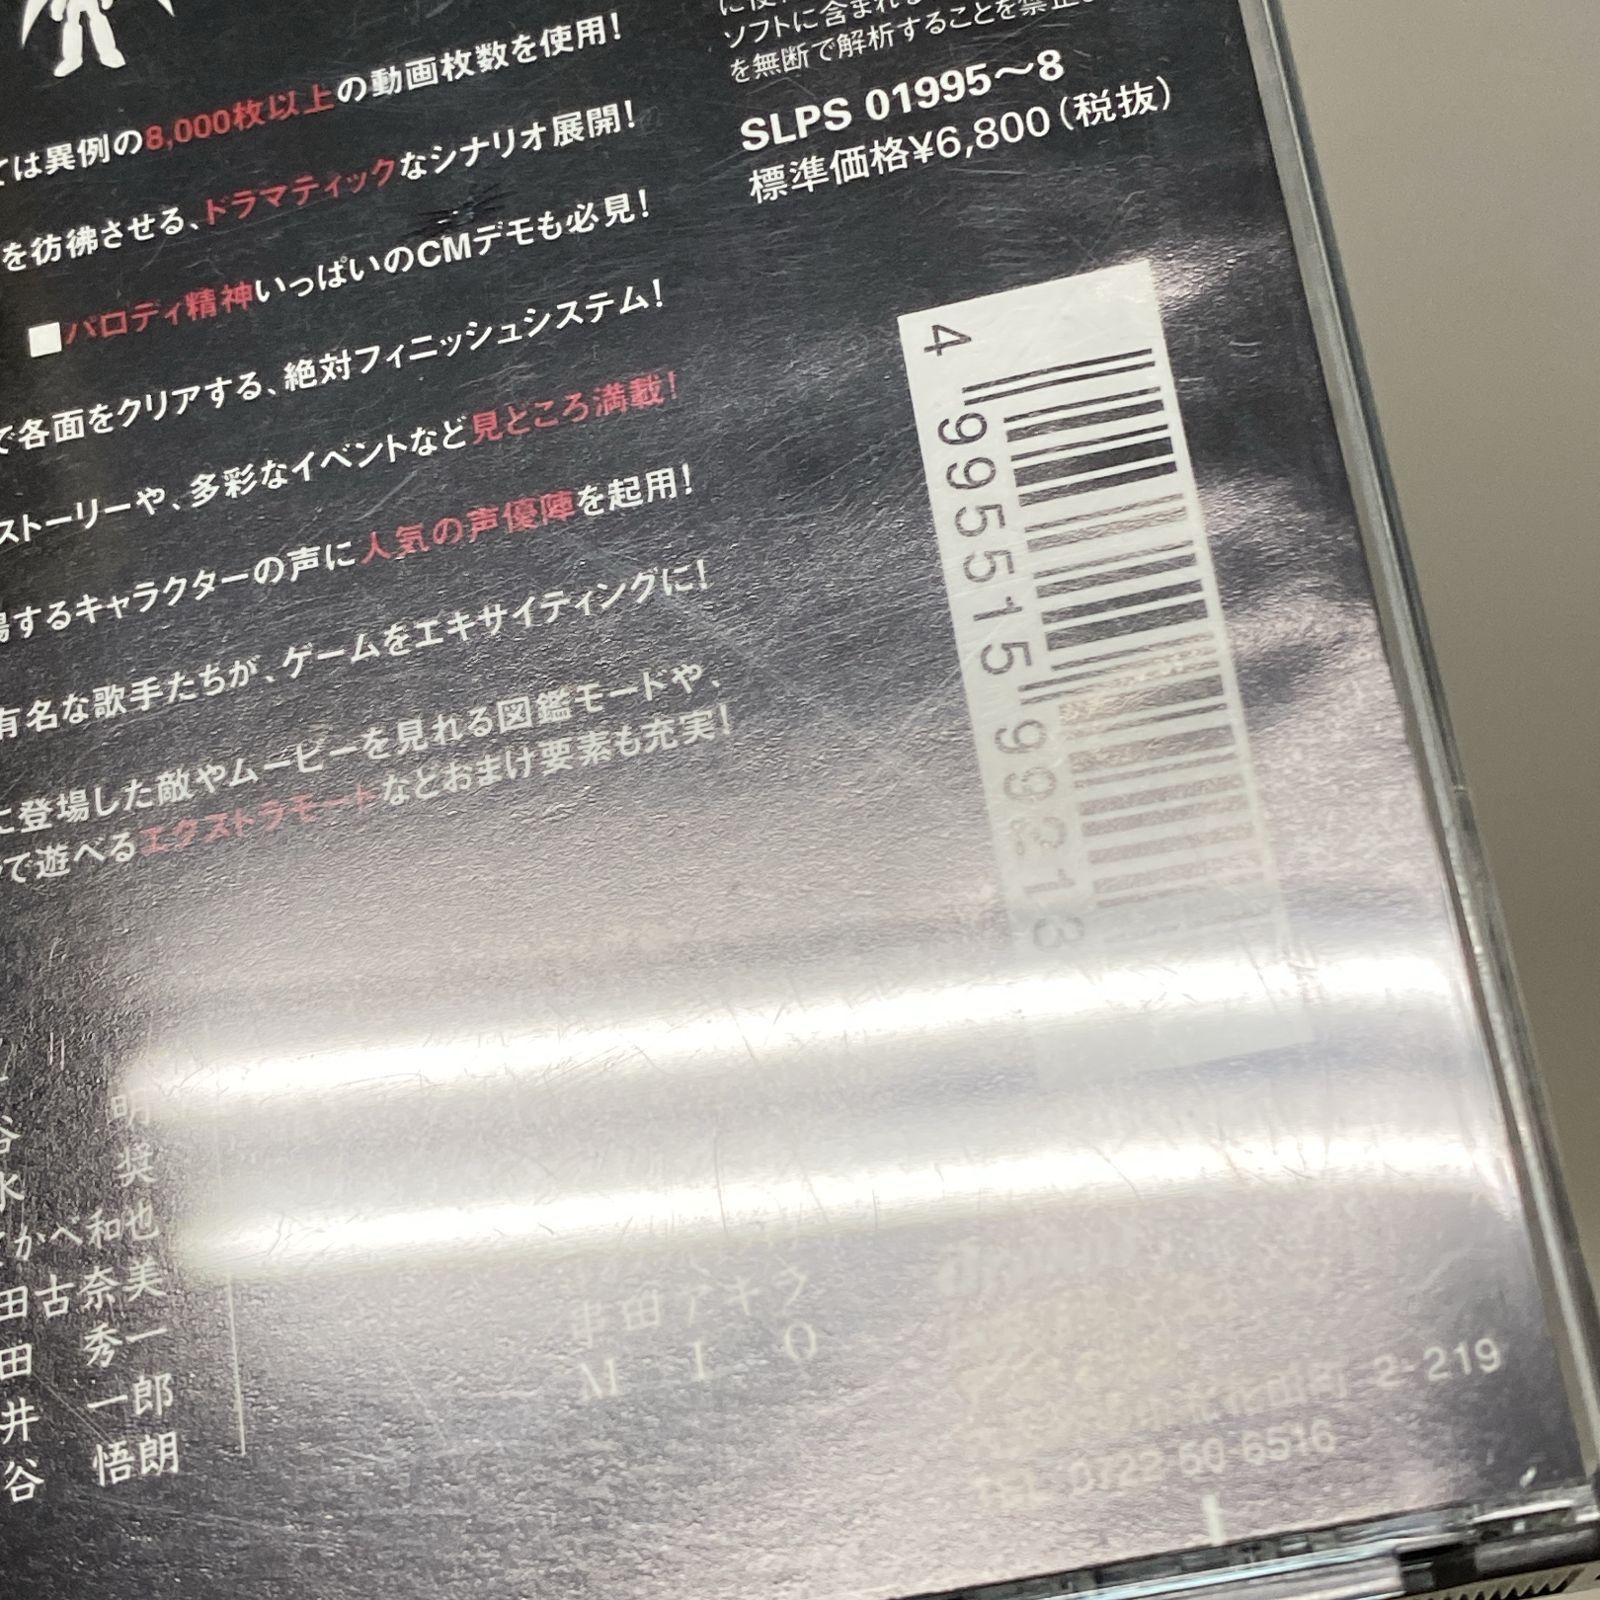 ソフトに含まれ
を無断で解析することを禁止
SLPS 01995〜8
標準価格¥6,800(税抜)
は異例の8,000枚以上の動画枚数を使用!
を彷彿させる、ドラマティックなシナリオ展開!
■パロディ精神いっぱいのCMデモも必見!
で各面をクリアする、絶対フィニッシュシステム!
ストーリーや、多彩なイベントなど見どころ満載!
場するキャラクターの声に人気の声優陣を起用!
有名な歌手たちが、ゲームをエキサイティングに!
に登場した敵やムービーを見れる図鑑モードや、
で遊べるエクストラモードなどおまけ要素も充実!
4 995515 992133
谷 明
水 奨
かべ和也
田古奈美
田 秀一
井 一郎
谷 悟朗
串田アキラ
MIO
2-219
TEL 0722-50-6516